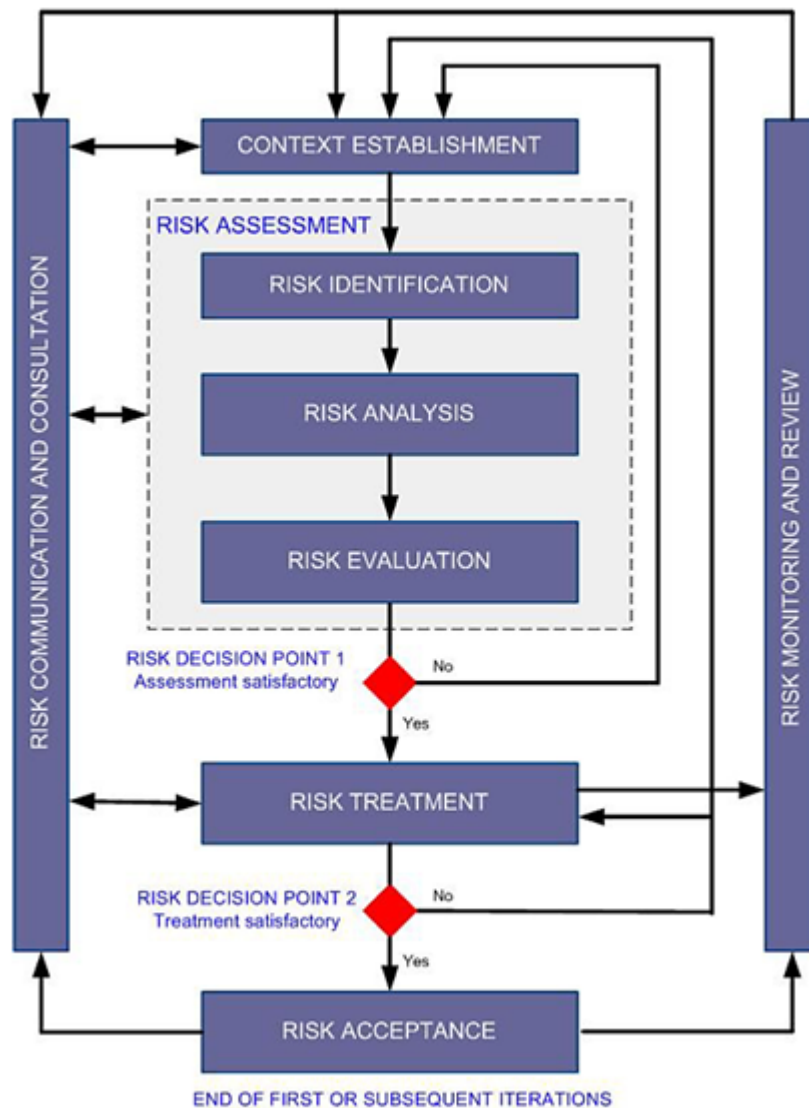 CONTEXT ESTABLISHMENT
RISK ASSESSMENT
RISK IDENTIFICATION
RISK ANALYSIS
RISK EVALUATION
RISK COMMUNICATION AND CONSULTATION
RISK MONITORING AND REVIEW
RISK DECISION POINT 1
Assessment satisfactory
No
Yes
RISK TREATMENT
RISK DECISION POINT 2
Treatment satisfactory
No
Yes
RISK ACCEPTANCE
END OF FIRST OR SUBSEQUENT ITERATIONS